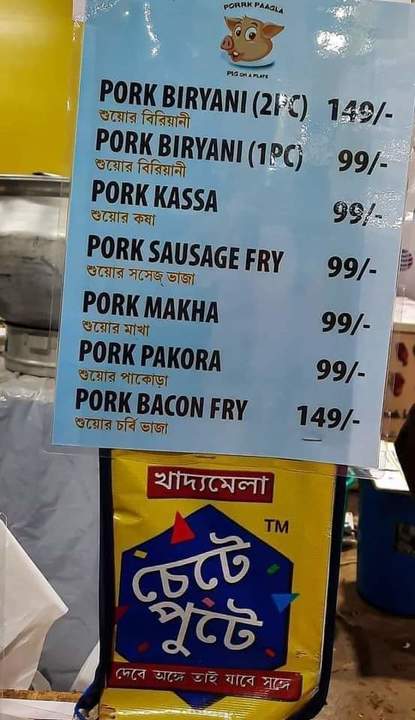 PORRK PAAGLA
PIG ON A PLATE
PORK BIRYANI (2PC) 149/-
শুয়োর বিরিয়ানী
PORK BIRYANI (1PC) 99/-
শুয়োর বিরিয়ানী
PORK KASSA 99/-
শুয়োর কষা
PORK SAUSAGE FRY 99/-
শুয়োর সসেজ্ ভাজা
PORK MAKHA 99/-
শুয়োর মাখা
PORK PAKORA 99/-
শুয়োর পাকোড়া
PORK BACON FRY 149/-
শুয়োর চর্বি ভাজা
খাদ্যমেলা
TM
চেটে
পুটে
দেবে অঙ্গে তাই যাবে সঙ্গে